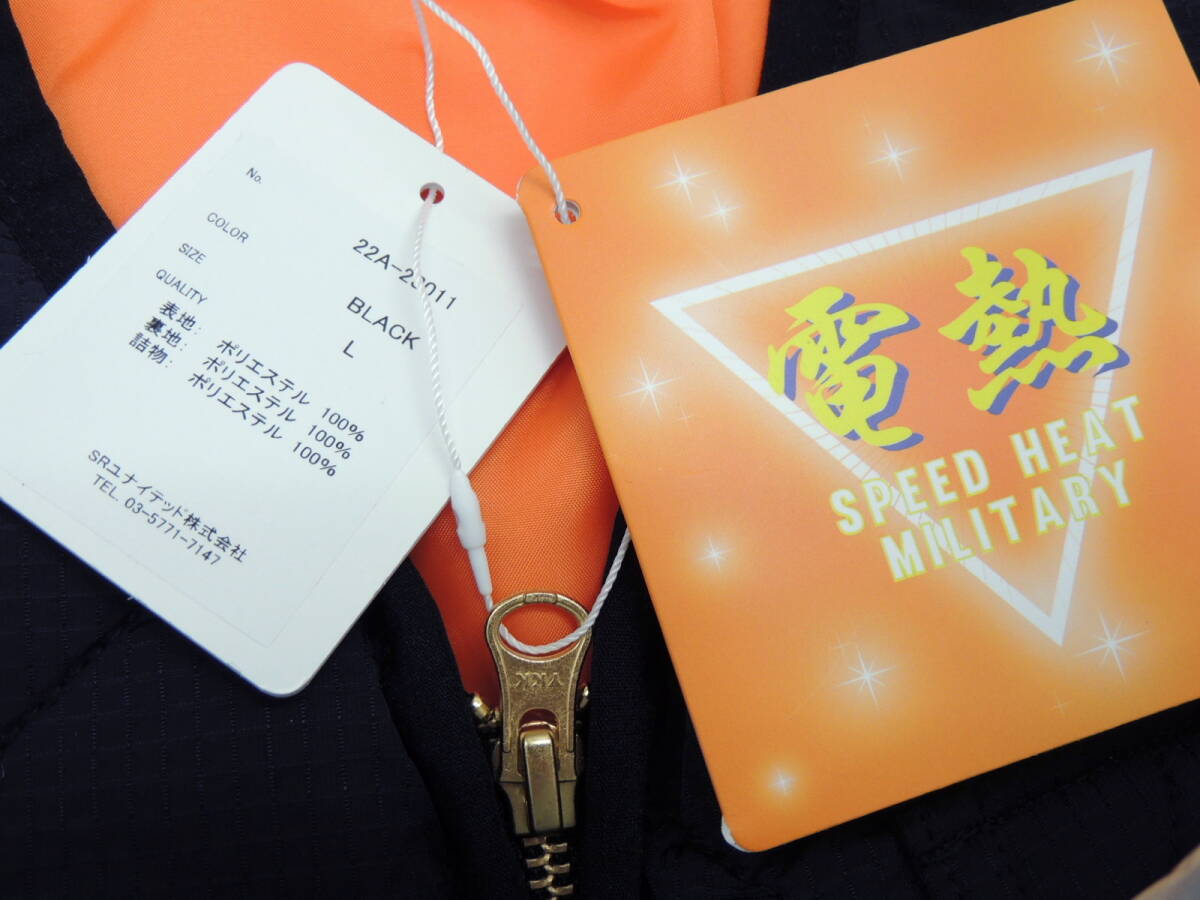 No. 22A-23011
COLOR BLACK
SIZE L
QUALITY
表地: ポリエステル 100%
裏地: ポリエステル 100%
詰物: ポリエステル 100%
SRユナイテッド株式会社
TEL. 03-5771-7147
電熱
SPEED HEAT
MILITARY
YKK